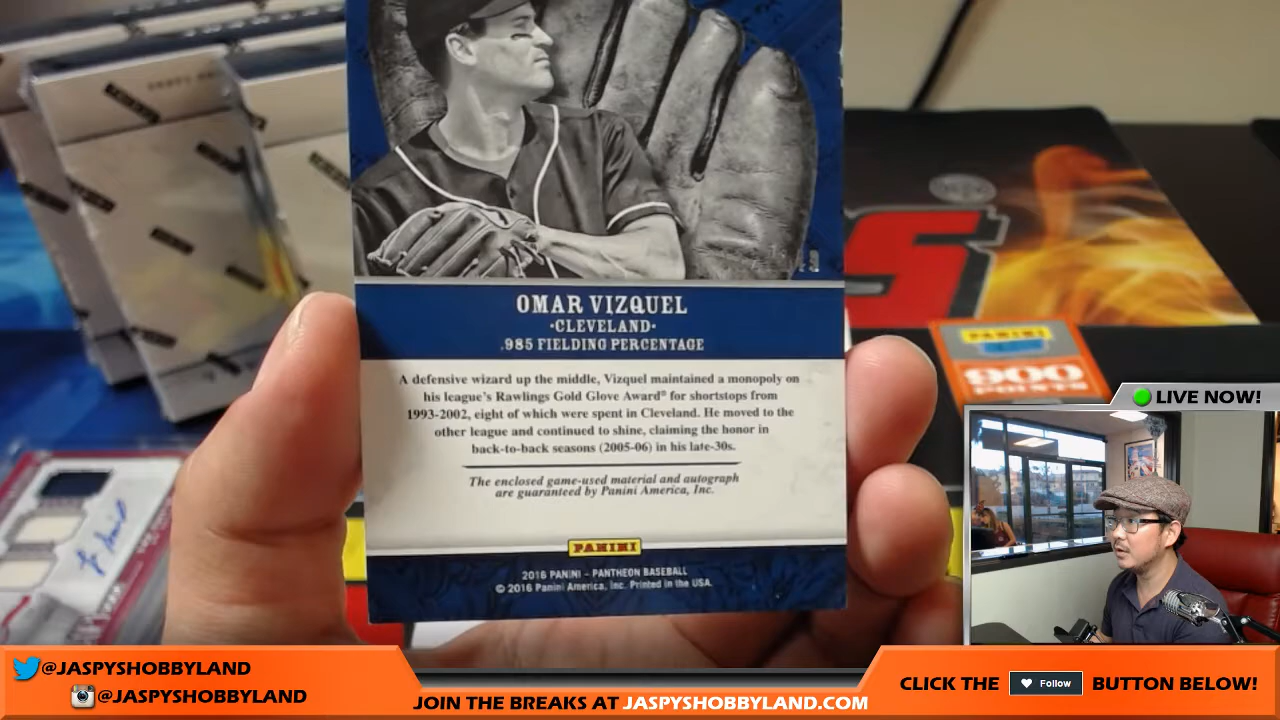 OMAR VIZQUEL
·CLEVELAND·
.985 FIELDING PERCENTAGE
A defensive wizard up the middle, Vizquel maintained a monopoly on
his league's Rawlings Gold Glove Award® for shortstops from
1993-2002, eight of which were spent in Cleveland. He moved to the
other league and continued to shine, claiming the honor in
back-to-back seasons (2005-06) in his late-30s.
The enclosed game-used material and autograph
are guaranteed by Panini America, Inc.
PANINI
2016 PANINI - PANTHEON BASEBALL
© 2016 Panini America, Inc. Printed in the USA.
PANINI
900
POINTS
LIVE NOW!
@JASPYSHOBBYLAND
@JASPYSHOBBYLAND
JOIN THE BREAKS AT JASPYSHOBBYLAND.COM
CLICK THE Follow BUTTON BELOW!